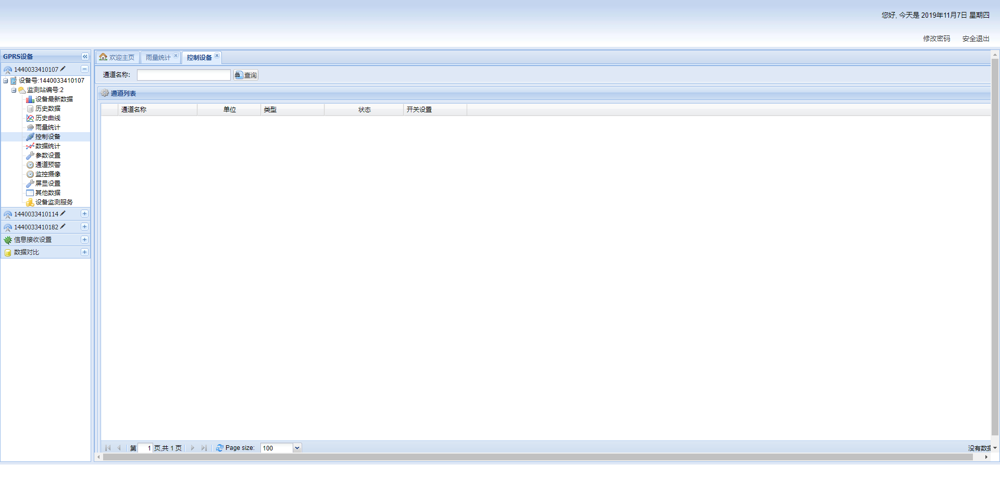 您好, 今天是 2019年11月7日 星期四
修改密码 安全退出
GPRS设备
1440033410107
设备号:1440033410107
监测站编号:2
设备最新数据
历史数据
历史曲线
雨量统计
控制设备
数据统计
参数设置
通道预警
监控摄像
屏显设置
其他数据
设备监测服务
1440033410114
1440033410182
信息接收设置
数据对比
欢迎主页 雨量统计 控制设备
通道名称: 查询
通道列表
通道名称 单位 类型 状态 开关设置
第 1 页,共 1 页 Page size: 100 没有数据